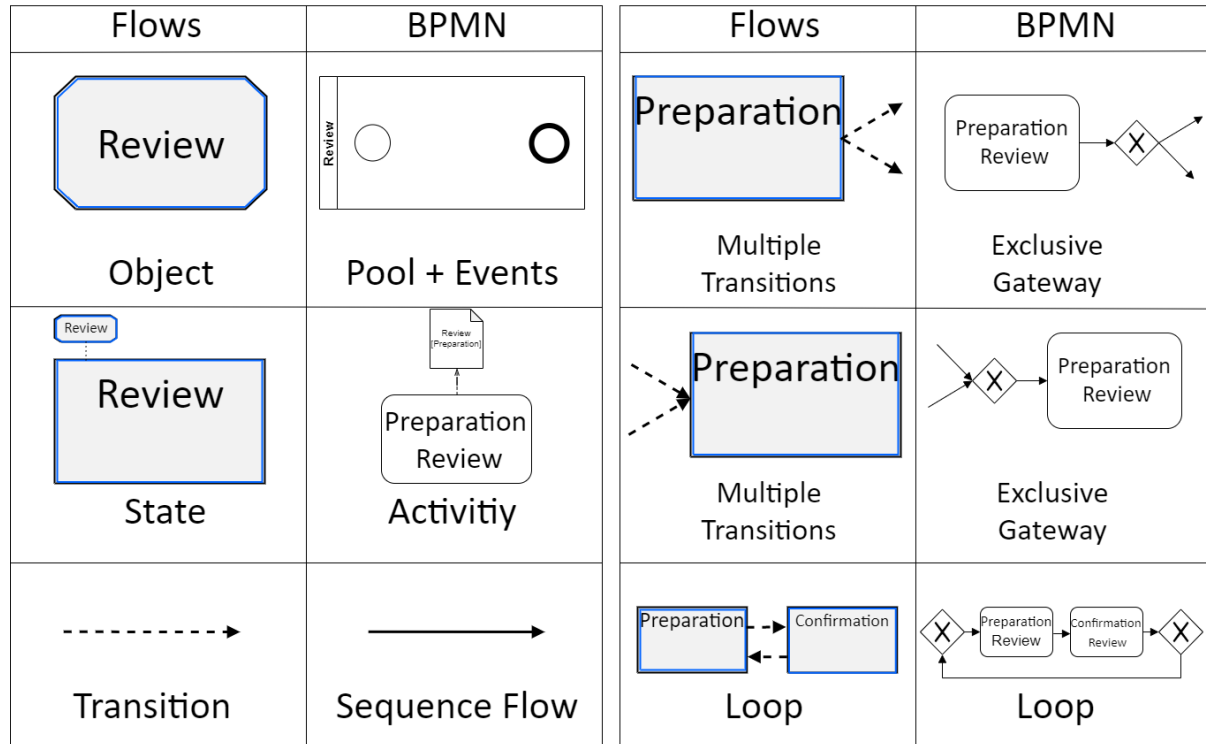 Flows
BPMN
Review
Review
Object
Pool + Events
Review
Review
State
Review
[Preparation]
Preparation
Review
Activitiy
Transition
Sequence Flow
Flows
BPMN
Preparation
Multiple
Transitions
Preparation
Review
X
Exclusive
Gateway
Preparation
Multiple
Transitions
X
Preparation
Review
Exclusive
Gateway
Preparation
Confirmation
Loop
X
Preparation
Review
Confirmation
Review
X
Loop